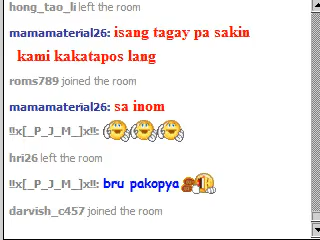 hong_tao_li left the room
mamamaterial26: isang tagay pa sakin
kami kakatapos lang
roms789 joined the room
mamamaterial26: sa inom
!!x[_P_J_M_]x!!:
hri26 left the room
!!x[_P_J_M_]x!!: bru pakopya
darvish_c457 joined the room